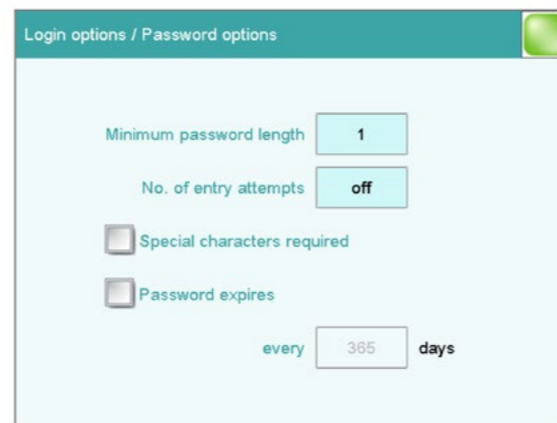 Login options / Password options
Minimum password length 1
No. of entry attempts off
Special characters required
Password expires
every 365 days